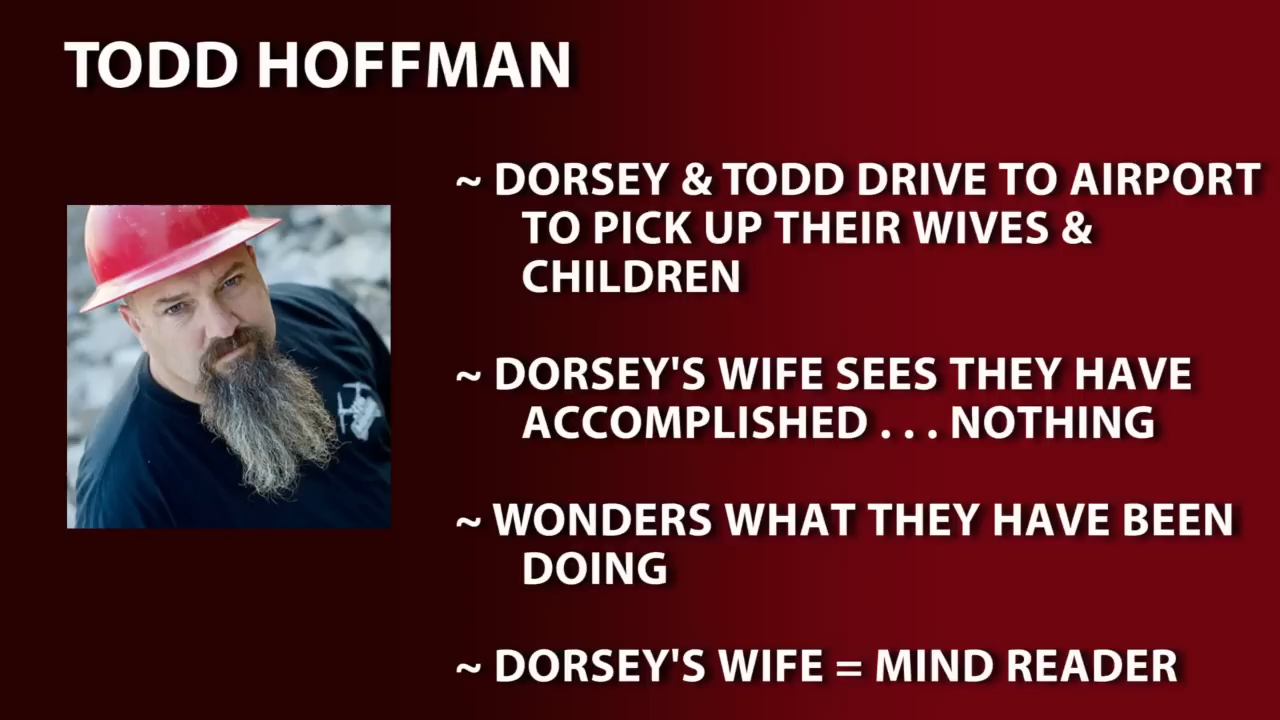 TODD HOFFMAN
~ DORSEY & TODD DRIVE TO AIRPORT
TO PICK UP THEIR WIVES &
CHILDREN
~ DORSEY'S WIFE SEES THEY HAVE
ACCOMPLISHED . . . NOTHING
~ WONDERS WHAT THEY HAVE BEEN
DOING
~ DORSEY'S WIFE = MIND READER